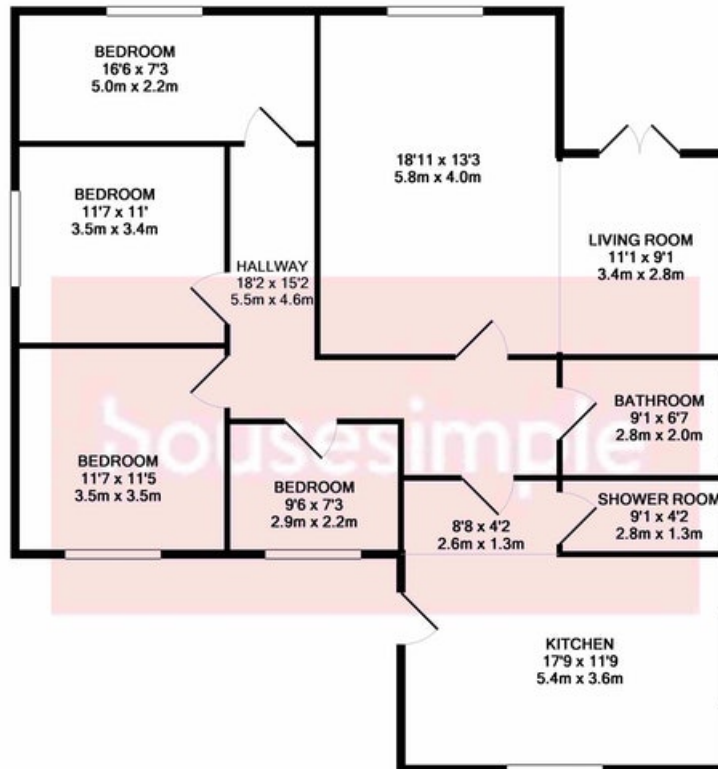 BEDROOM
16'6 x 7'3
5.0m x 2.2m
18'11 x 13'3
5.8m x 4.0m
BEDROOM
11'7 x 11'
3.5m x 3.4m
LIVING ROOM
11'1 x 9'1
3.4m x 2.8m
HALLWAY
18'2 x 15'2
5.5m x 4.6m
BATHROOM
9'1 x 6'7
2.8m x 2.0m
housesimple
BEDROOM
11'7 x 11'5
3.5m x 3.5m
BEDROOM
9'6 x 7'3
2.9m x 2.2m
SHOWER ROOM
9'1 x 4'2
2.8m x 1.3m
8'8 x 4'2
2.6m x 1.3m
KITCHEN
17'9 x 11'9
5.4m x 3.6m